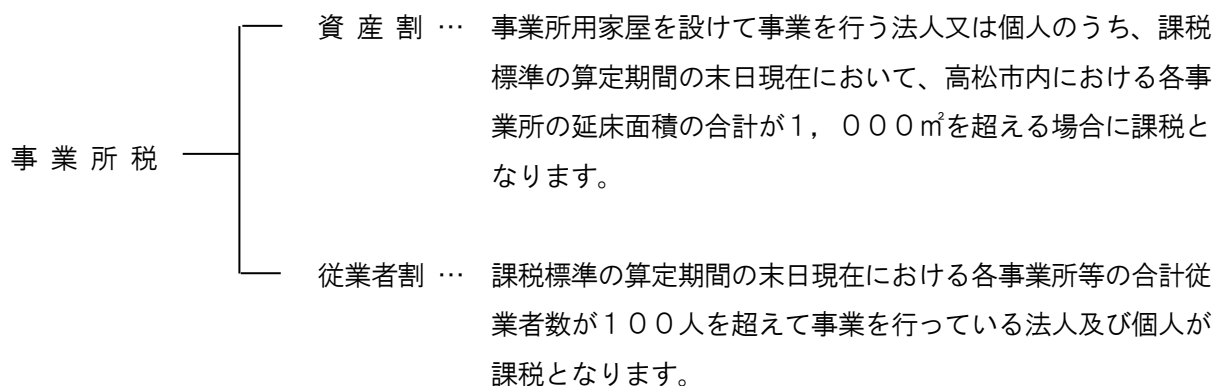 資 産 割 … 事業所用家屋を設けて事業を行う法人又は個人のうち、課税
標準の算定期間の末日現在において、高松市内における各事
業所の延床面積の合計が1，000㎡を超える場合に課税と
なります。
事 業 所 税
従業者割 … 課税標準の算定期間の末日現在における各事業所等の合計従
業者数が100人を超えて事業を行っている法人及び個人が
課税となります。